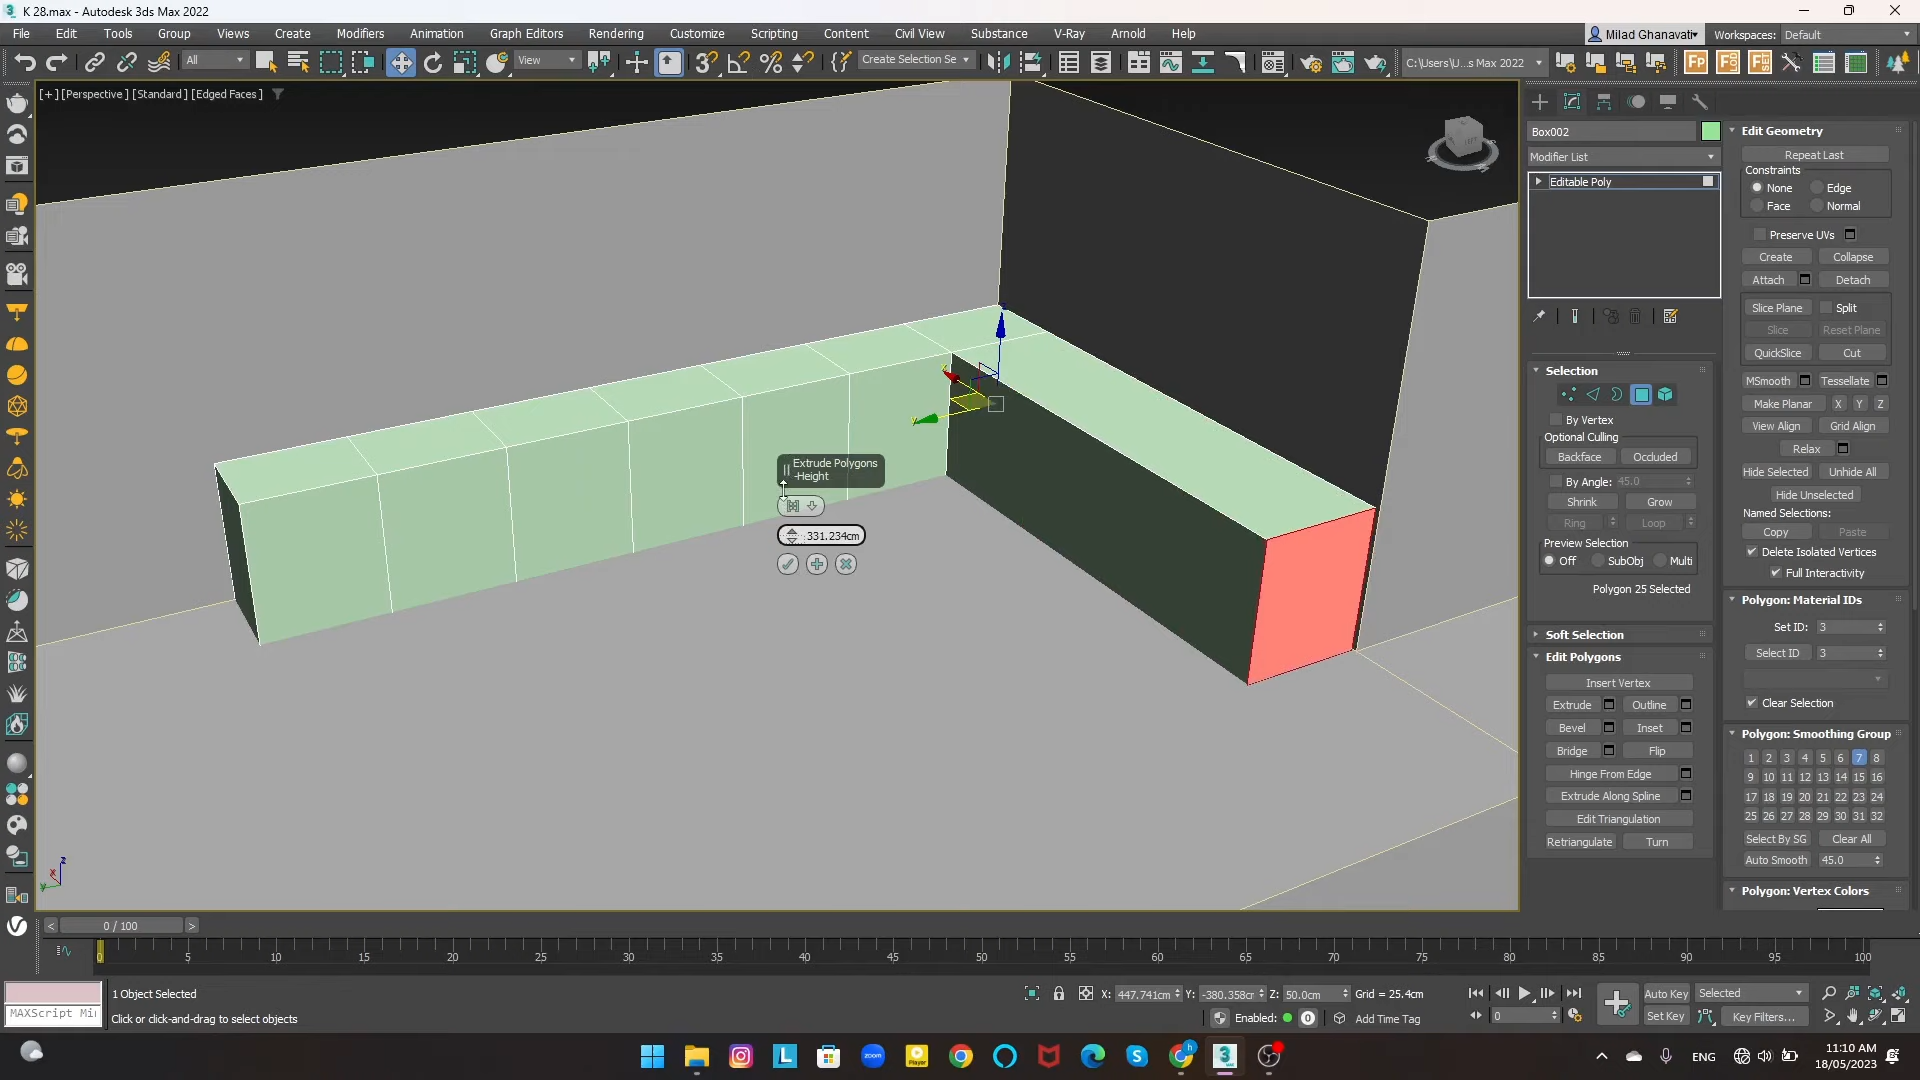 K 28.max - Autodesk 3ds Max 2022
File Edit Tools Group Views Create Modifiers Animation Graph Editors Rendering Customize Scripting Content Civil View Substance V-Ray Arnold Help
Milad Ghanavati Workspaces: Default
All View Create Selection Se C:\Users\U...s Max 2022
[+] [Perspective] [Standard] [Edged Faces]
Extrude Polygons
-Height
331.234cm
Box002
Modifier List
Editable Poly
Selection
By Vertex
Optional Culling
Backface Occluded
By Angle: 45.0
Shrink Grow
Ring Loop
Preview Selection
Off SubObj Multi
Polygon 25 Selected
Soft Selection
Edit Polygons
Insert Vertex
Extrude Outline
Bevel Inset
Bridge Flip
Hinge From Edge
Extrude Along Spline
Edit Triangulation
Retriangulate Turn
Edit Geometry
Repeat Last
Constraints
None Edge
Face Normal
Preserve UVs
Create Collapse
Attach Detach
Slice Plane Split
Slice Reset Plane
QuickSlice Cut
MSmooth Tessellate
Make Planar X Y Z
View Align Grid Align
Relax
Hide Selected Unhide All
Hide Unselected
Named Selections:
Copy Paste
Delete Isolated Vertices
Full Interactivity
Polygon: Material IDs
Set ID: 3
Select ID 3
Clear Selection
Polygon: Smoothing Group
1 2 3 4 5 6 7 8
9 10 11 12 13 14 15 16
17 18 19 20 21 22 23 24
25 26 27 28 29 30 31 32
Select By SG Clear All
Auto Smooth 45.0
Polygon: Vertex Colors
< 0 / 100 >
0 5 10 15 20 25 30 35 40 45 50 55 60 65 70 75 80 85 90 95 100
1 Object Selected
MAXScript Mi
Click or click-and-drag to select objects
X: 447.741cm Y: -380.358cm Z: 50.0cm Grid = 25.4cm
Enabled: 0 Add Time Tag
Auto Key Selected
0 Set Key Key Filters...
ENG 11:10 AM
18/05/2023